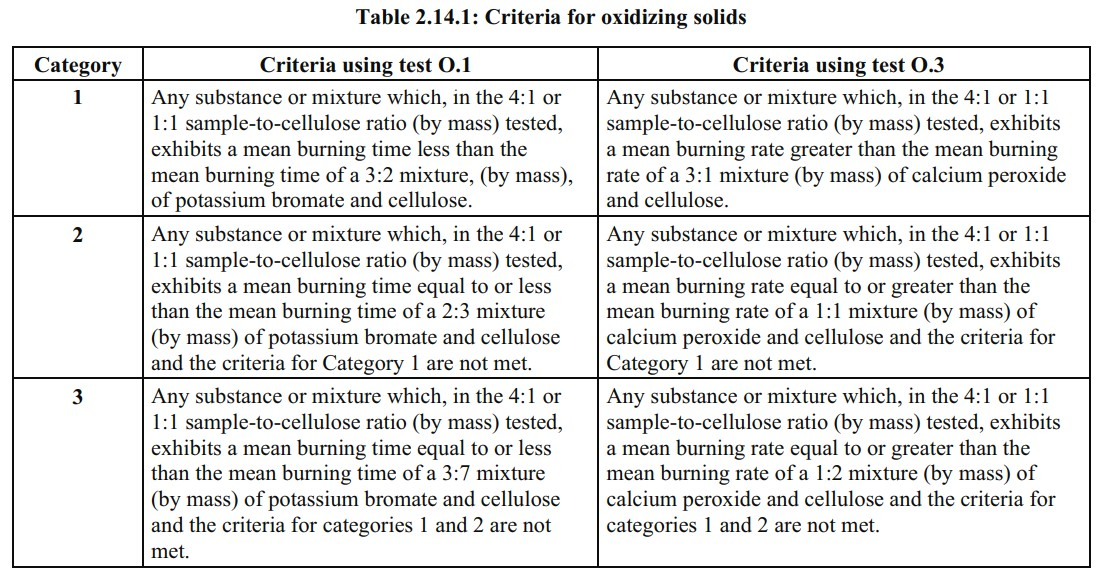 Table 2.14.1: Criteria for oxidizing solids
Category
Criteria using test O.1
Criteria using test O.3
1
Any substance or mixture which, in the 4:1 or
1:1 sample-to-cellulose ratio (by mass) tested,
exhibits a mean burning time less than the
mean burning time of a 3:2 mixture, (by mass),
of potassium bromate and cellulose.
Any substance or mixture which, in the 4:1 or 1:1
sample-to-cellulose ratio (by mass) tested, exhibits
a mean burning rate greater than the mean burning
rate of a 3:1 mixture (by mass) of calcium peroxide
and cellulose.
2
Any substance or mixture which, in the 4:1 or
1:1 sample-to-cellulose ratio (by mass) tested,
exhibits a mean burning time equal to or less
than the mean burning time of a 2:3 mixture
(by mass) of potassium bromate and cellulose
and the criteria for Category 1 are not met.
Any substance or mixture which, in the 4:1 or 1:1
sample-to-cellulose ratio (by mass) tested, exhibits
a mean burning rate equal to or greater than the
mean burning rate of a 1:1 mixture (by mass) of
calcium peroxide and cellulose and the criteria for
Category 1 are not met.
3
Any substance or mixture which, in the 4:1 or
1:1 sample-to-cellulose ratio (by mass) tested,
exhibits a mean burning time equal to or less
than the mean burning time of a 3:7 mixture
(by mass) of potassium bromate and cellulose
and the criteria for categories 1 and 2 are not
met.
Any substance or mixture which, in the 4:1 or 1:1
sample-to-cellulose ratio (by mass) tested, exhibits
a mean burning rate equal to or greater than the
mean burning rate of a 1:2 mixture (by mass) of
calcium peroxide and cellulose and the criteria for
categories 1 and 2 are not met.